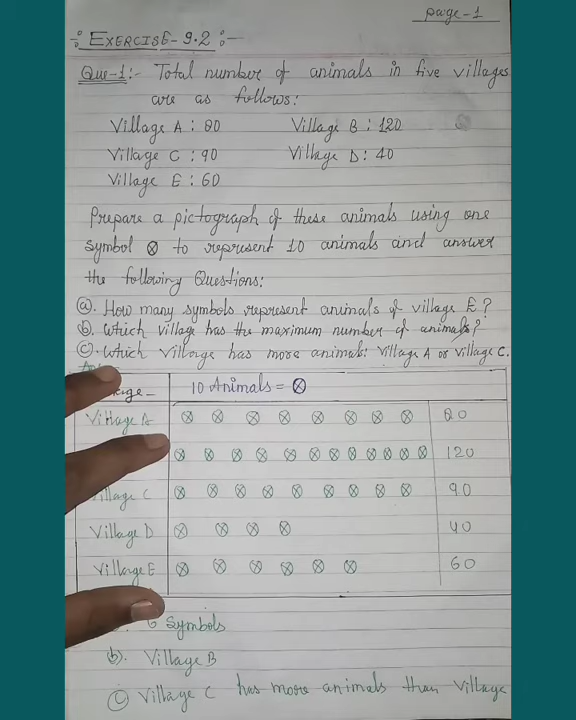 page-1
÷ EXERCISE-9.2 ÷
Que-1:- Total number of animals in five villages
are as follows:
Village A : 80 Village B : 120
Village C : 90 Village D : 40
Village E : 60
Prepare a pictograph of these animals using one
symbol ⊗ to represent 10 animals and answer
the following Questions:
(a). How many symbols represent animals of village E?
(b). Which village has the maximum number of animals?
(c). Which village has more animals: village A or village C.
10 Animals = ⊗
Village A ⊗ ⊗ ⊗ ⊗ ⊗ ⊗ ⊗ ⊗ 80
⊗ ⊗ ⊗ ⊗ ⊗ ⊗ ⊗ ⊗ ⊗ ⊗ ⊗ ⊗ 120
Village C ⊗ ⊗ ⊗ ⊗ ⊗ ⊗ ⊗ ⊗ ⊗ 90
Village D ⊗ ⊗ ⊗ ⊗ 40
Village E ⊗ ⊗ ⊗ ⊗ ⊗ ⊗ 60
6 Symbols
(b). Village B
(c) Village C has more animals than village